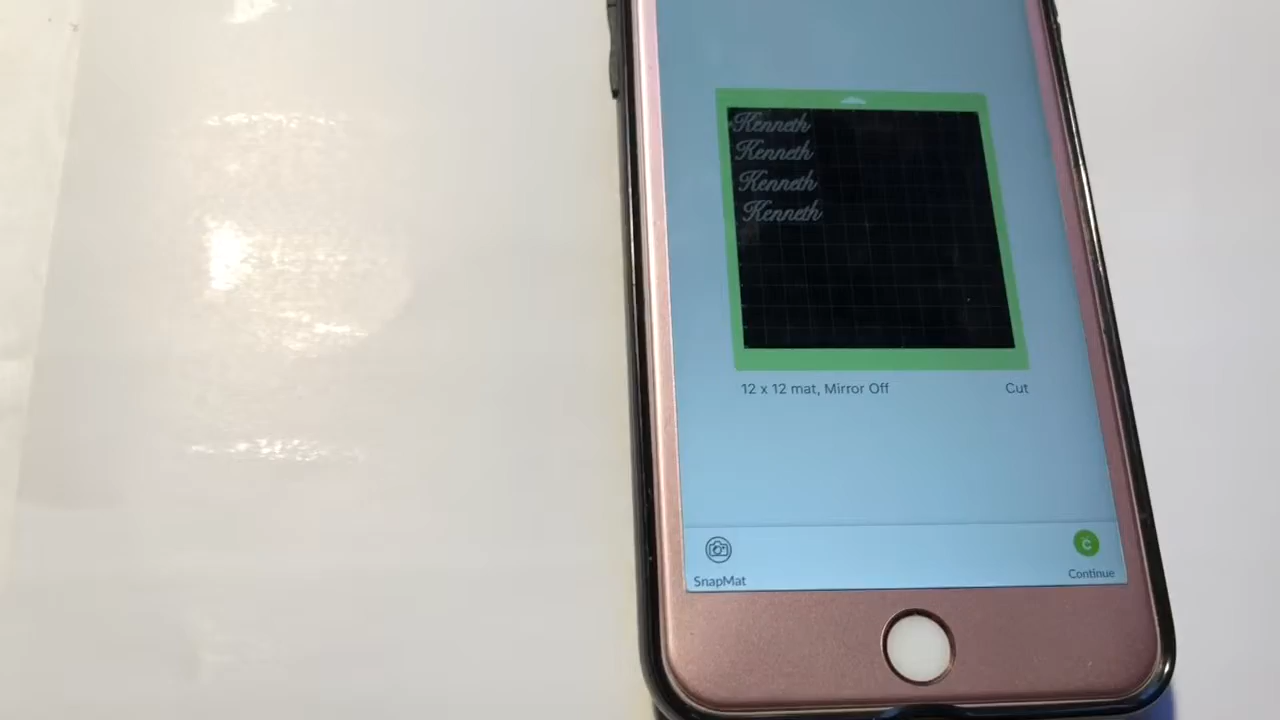 Kenneth
Kenneth
Kenneth
Kenneth
12 x 12 mat, Mirror Off Cut
SnapMat Continue